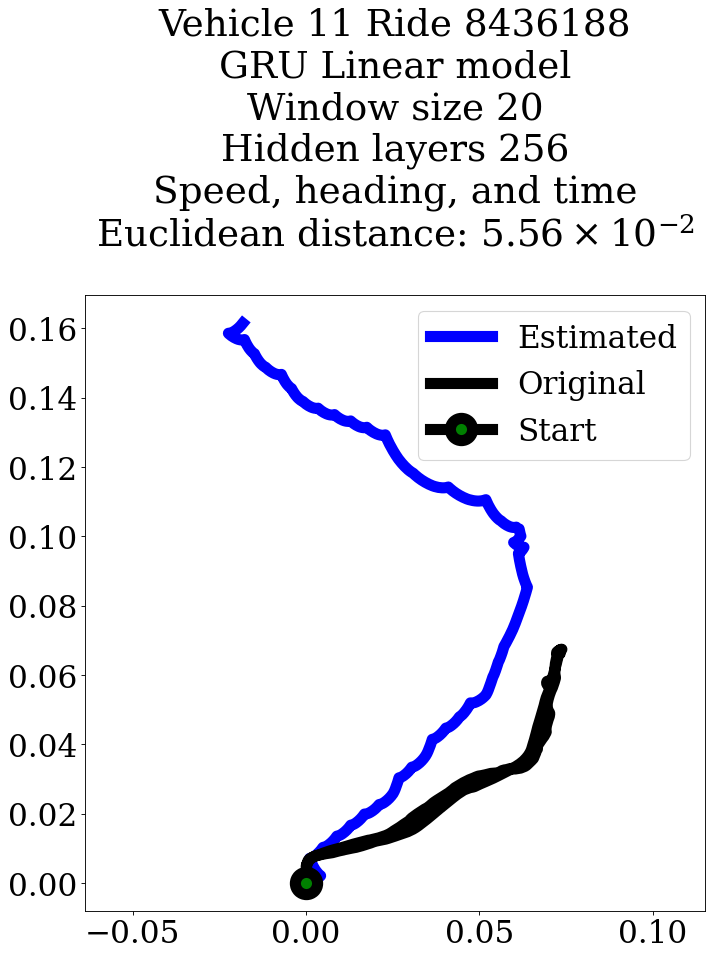 Vehicle 11 Ride 8436188
GRU Linear model
Window size 20
Hidden layers 256
Speed, heading, and time
Euclidean distance: 5.56 × 10⁻²
Estimated
Original
Start
0.16
0.14
0.12
0.10
0.08
0.06
0.04
0.02
0.00
−0.05 0.00 0.05 0.10